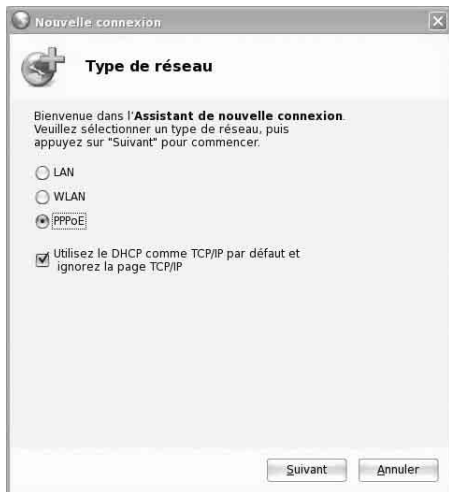 Nouvelle connexion
Type de réseau
Bienvenue dans l'Assistant de nouvelle connexion.
Veuillez sélectionner un type de réseau, puis
appuyez sur "Suivant" pour commencer.
LAN
WLAN
PPPoE
Utilisez le DHCP comme TCP/IP par défaut et
ignorez la page TCP/IP
Suivant
Annuler